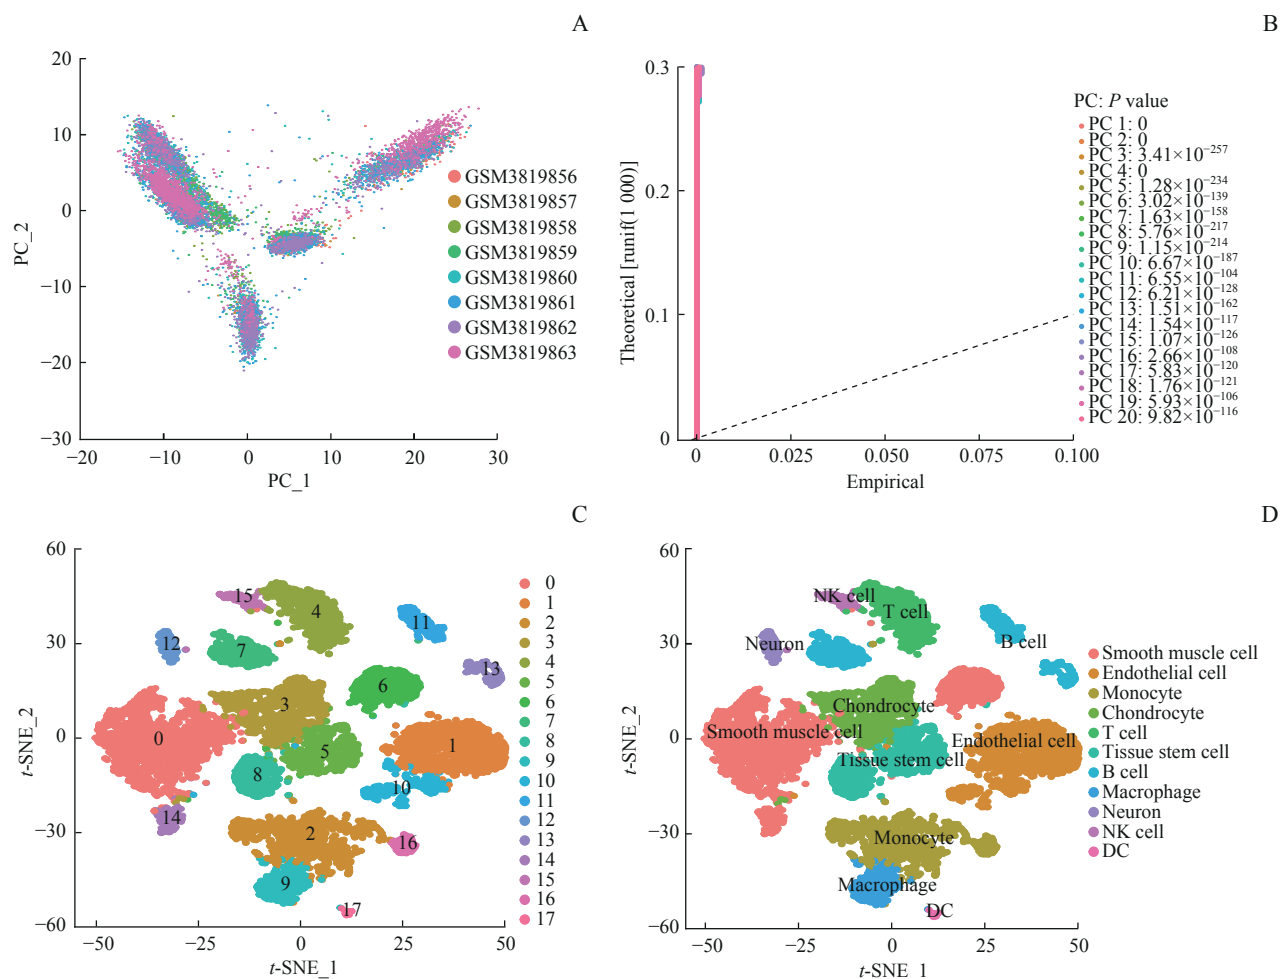 A
20
10
0
−10
−20
−30
−20
−10
0
10
20
30
PC_1
PC_2
GSM3819856
GSM3819857
GSM3819858
GSM3819859
GSM3819860
GSM3819861
GSM3819862
GSM3819863
B
0.3
0.2
0.1
0
0
0.025
0.050
0.075
0.100
Empirical
Theoretical [runif(1 000)]
PC: P value
PC 1: 0
PC 2: 0
PC 3: 3.41×10⁻²⁵⁷
PC 4: 0
PC 5: 1.28×10⁻²³⁴
PC 6: 3.02×10⁻¹³⁹
PC 7: 1.63×10⁻¹⁵⁸
PC 8: 5.76×10⁻²¹⁷
PC 9: 1.15×10⁻²¹⁴
PC 10: 6.67×10⁻¹⁸⁷
PC 11: 6.55×10⁻¹⁰⁴
PC 12: 6.21×10⁻¹²⁸
PC 13: 1.51×10⁻¹⁶²
PC 14: 1.54×10⁻¹¹⁷
PC 15: 1.07×10⁻¹²⁶
PC 16: 2.66×10⁻¹⁰⁸
PC 17: 5.83×10⁻¹²⁰
PC 18: 1.76×10⁻¹²¹
PC 19: 5.93×10⁻¹⁰⁶
PC 20: 9.82×10⁻¹¹⁶
C
60
30
0
−30
−60
−50
−25
0
25
50
t-SNE_1
t-SNE_2
15
4
11
12
7
13
6
3
0
5
1
8
10
14
2
16
9
17
0
1
2
3
4
5
6
7
8
9
10
11
12
13
14
15
16
17
D
60
30
0
−30
−60
−50
−25
0
25
50
t-SNE_1
t-SNE_2
NK cell
T cell
B cell
Neuron
Chondrocyte
Smooth muscle cell
Endothelial cell
Tissue stem cell
Monocyte
Macrophage
DC
Smooth muscle cell
Endothelial cell
Monocyte
Chondrocyte
T cell
Tissue stem cell
B cell
Macrophage
Neuron
NK cell
DC